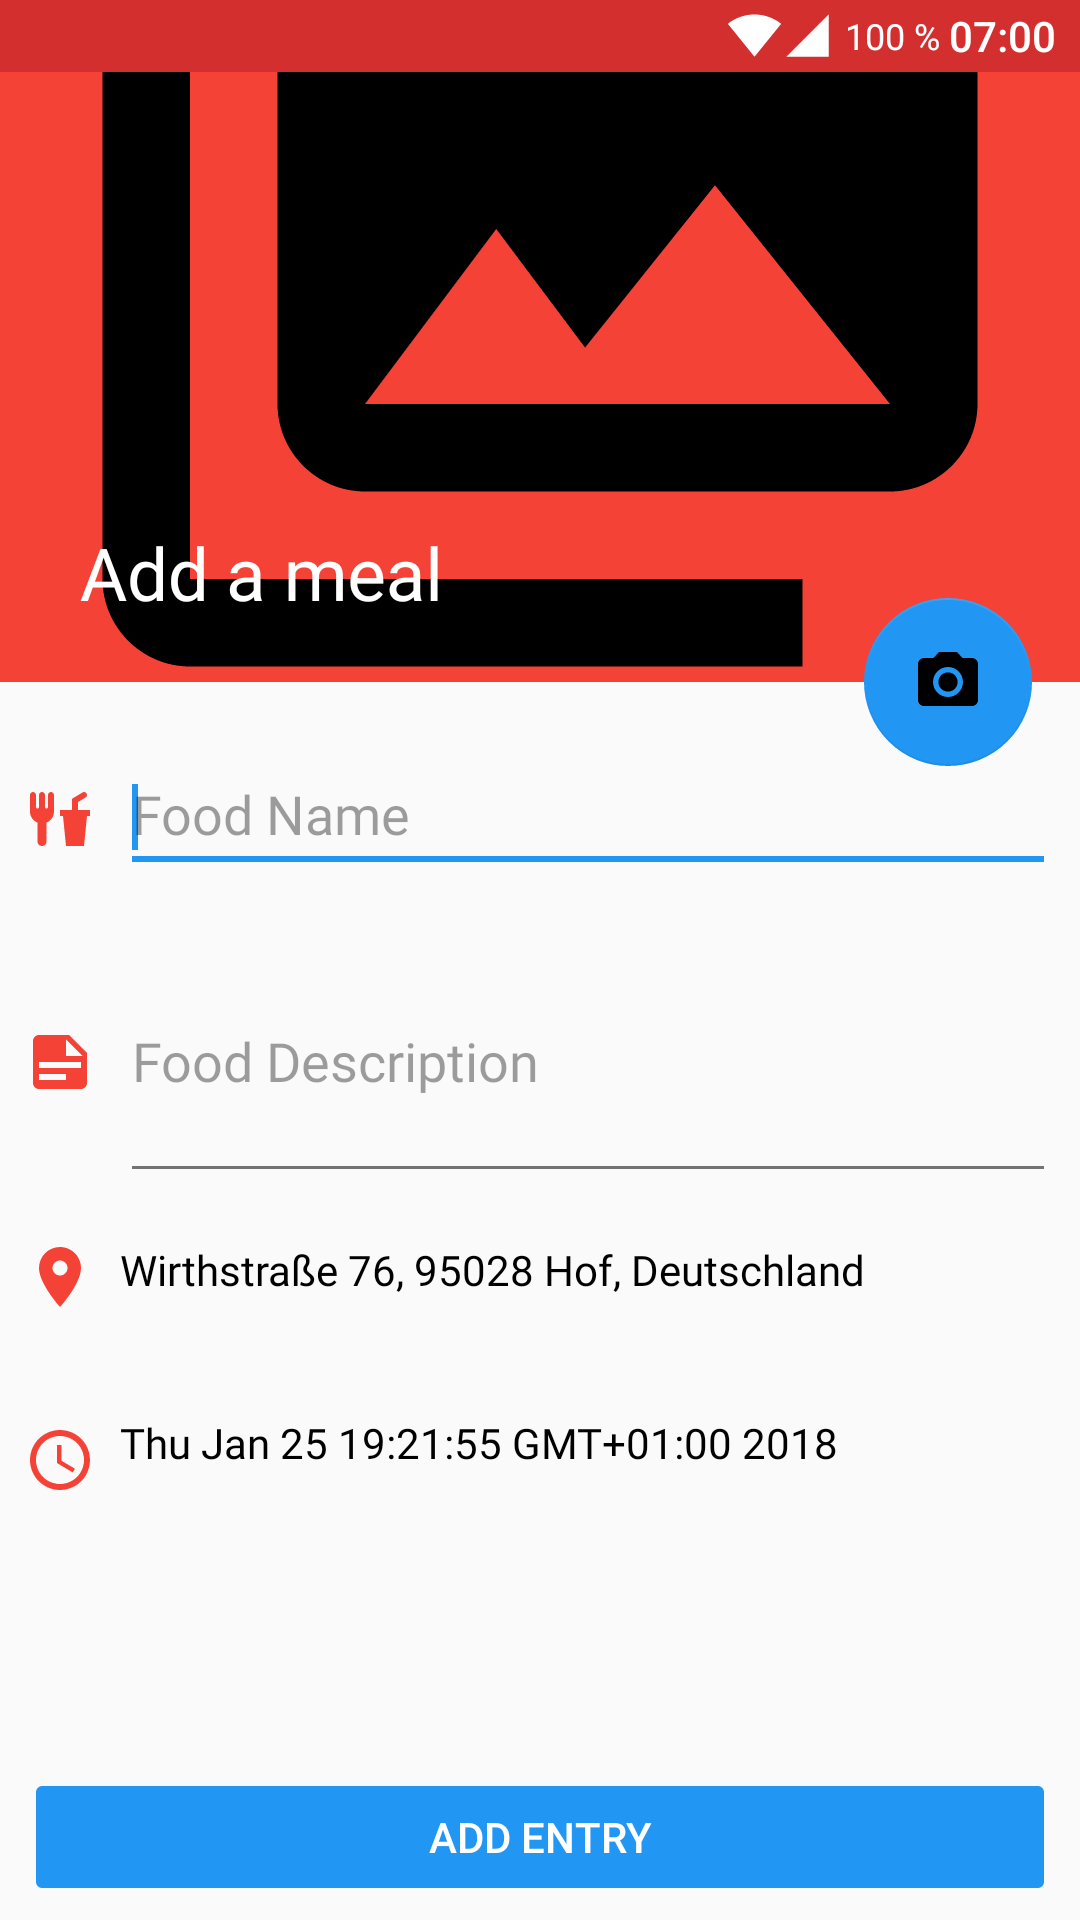 100 % 07:00
Add a meal
Food Name
Food Description
Wirthstraße 76, 95028 Hof, Deutschland
Thu Jan 25 19:21:55 GMT+01:00 2018
ADD ENTRY